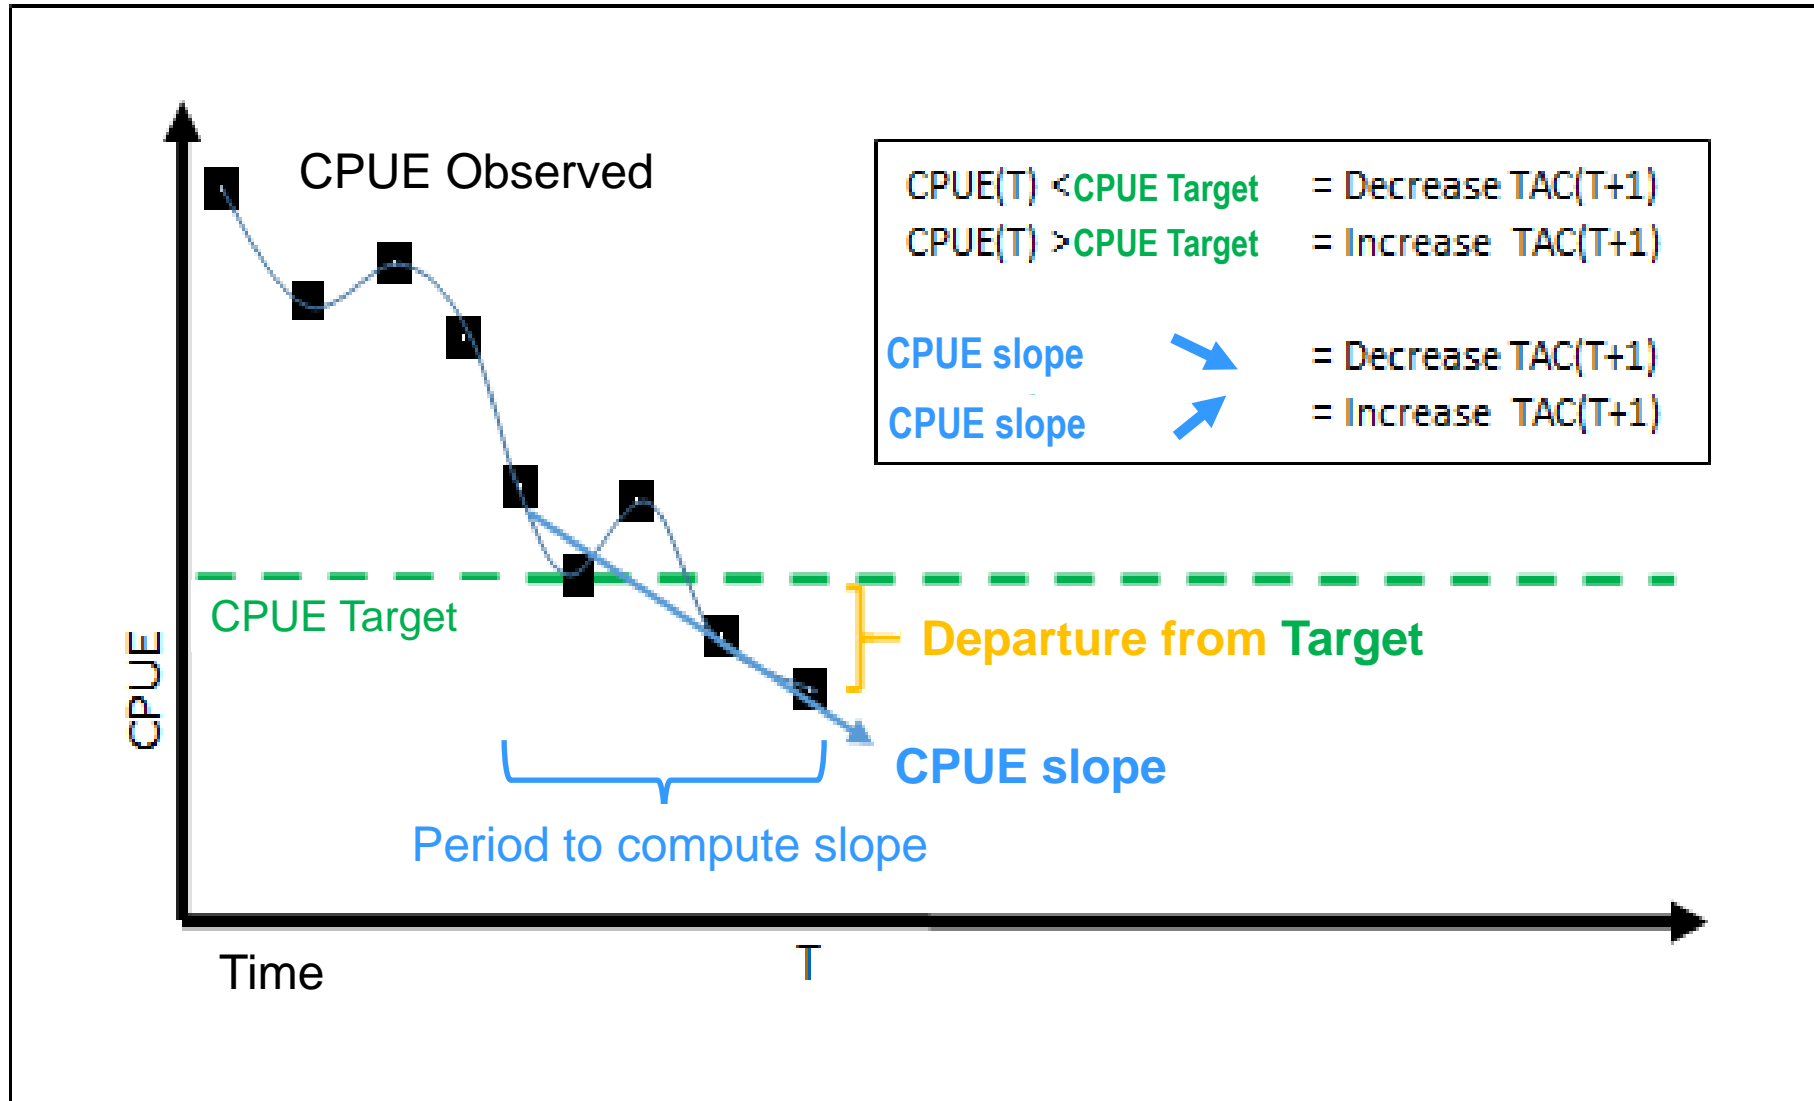 CPUE Observed
CPUE(T) <CPUE Target = Decrease TAC(T+1)
CPUE(T) >CPUE Target = Increase TAC(T+1)
CPUE slope = Decrease TAC(T+1)
CPUE slope = Increase TAC(T+1)
CPUE Target
CPUE
Departure from Target
CPUE slope
Period to compute slope
Time
T